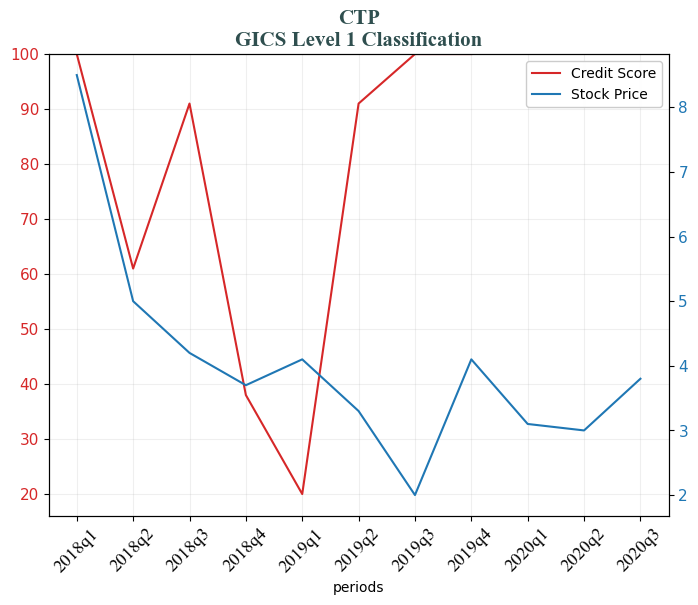 CTP
GICS Level 1 Classification
Credit Score
Stock Price
100
90
80
70
60
50
40
30
20
8
7
6
5
4
3
2
2018q1
2018q2
2018q3
2018q4
2019q1
2019q2
2019q3
2019q4
2020q1
2020q2
2020q3
periods